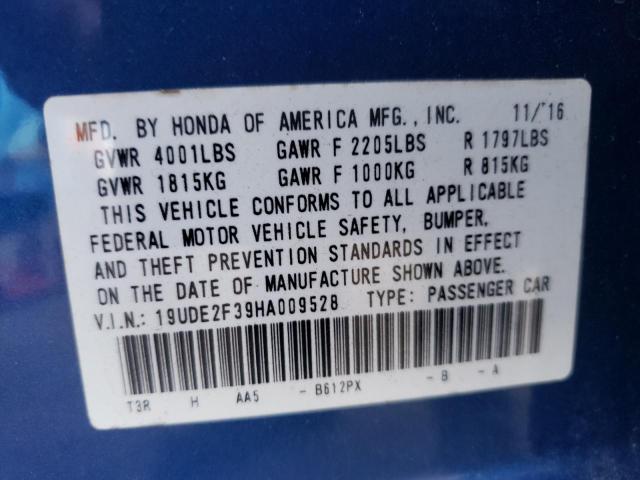 MFD. BY HONDA OF AMERICA MFG., INC. 11/'16
GVWR 4001LBS GAWR F 2205LBS R 1797LBS
GVWR 1815KG GAWR F 1000KG R 815KG
THIS VEHICLE CONFORMS TO ALL APPLICABLE
FEDERAL MOTOR VEHICLE SAFETY, BUMPER,
AND THEFT PREVENTION STANDARDS IN EFFECT
ON THE DATE OF MANUFACTURE SHOWN ABOVE.
V.I.N.: 19UDE2F39HA009528 TYPE: PASSENGER CAR
T3R H AA5 - B612PX - B - A